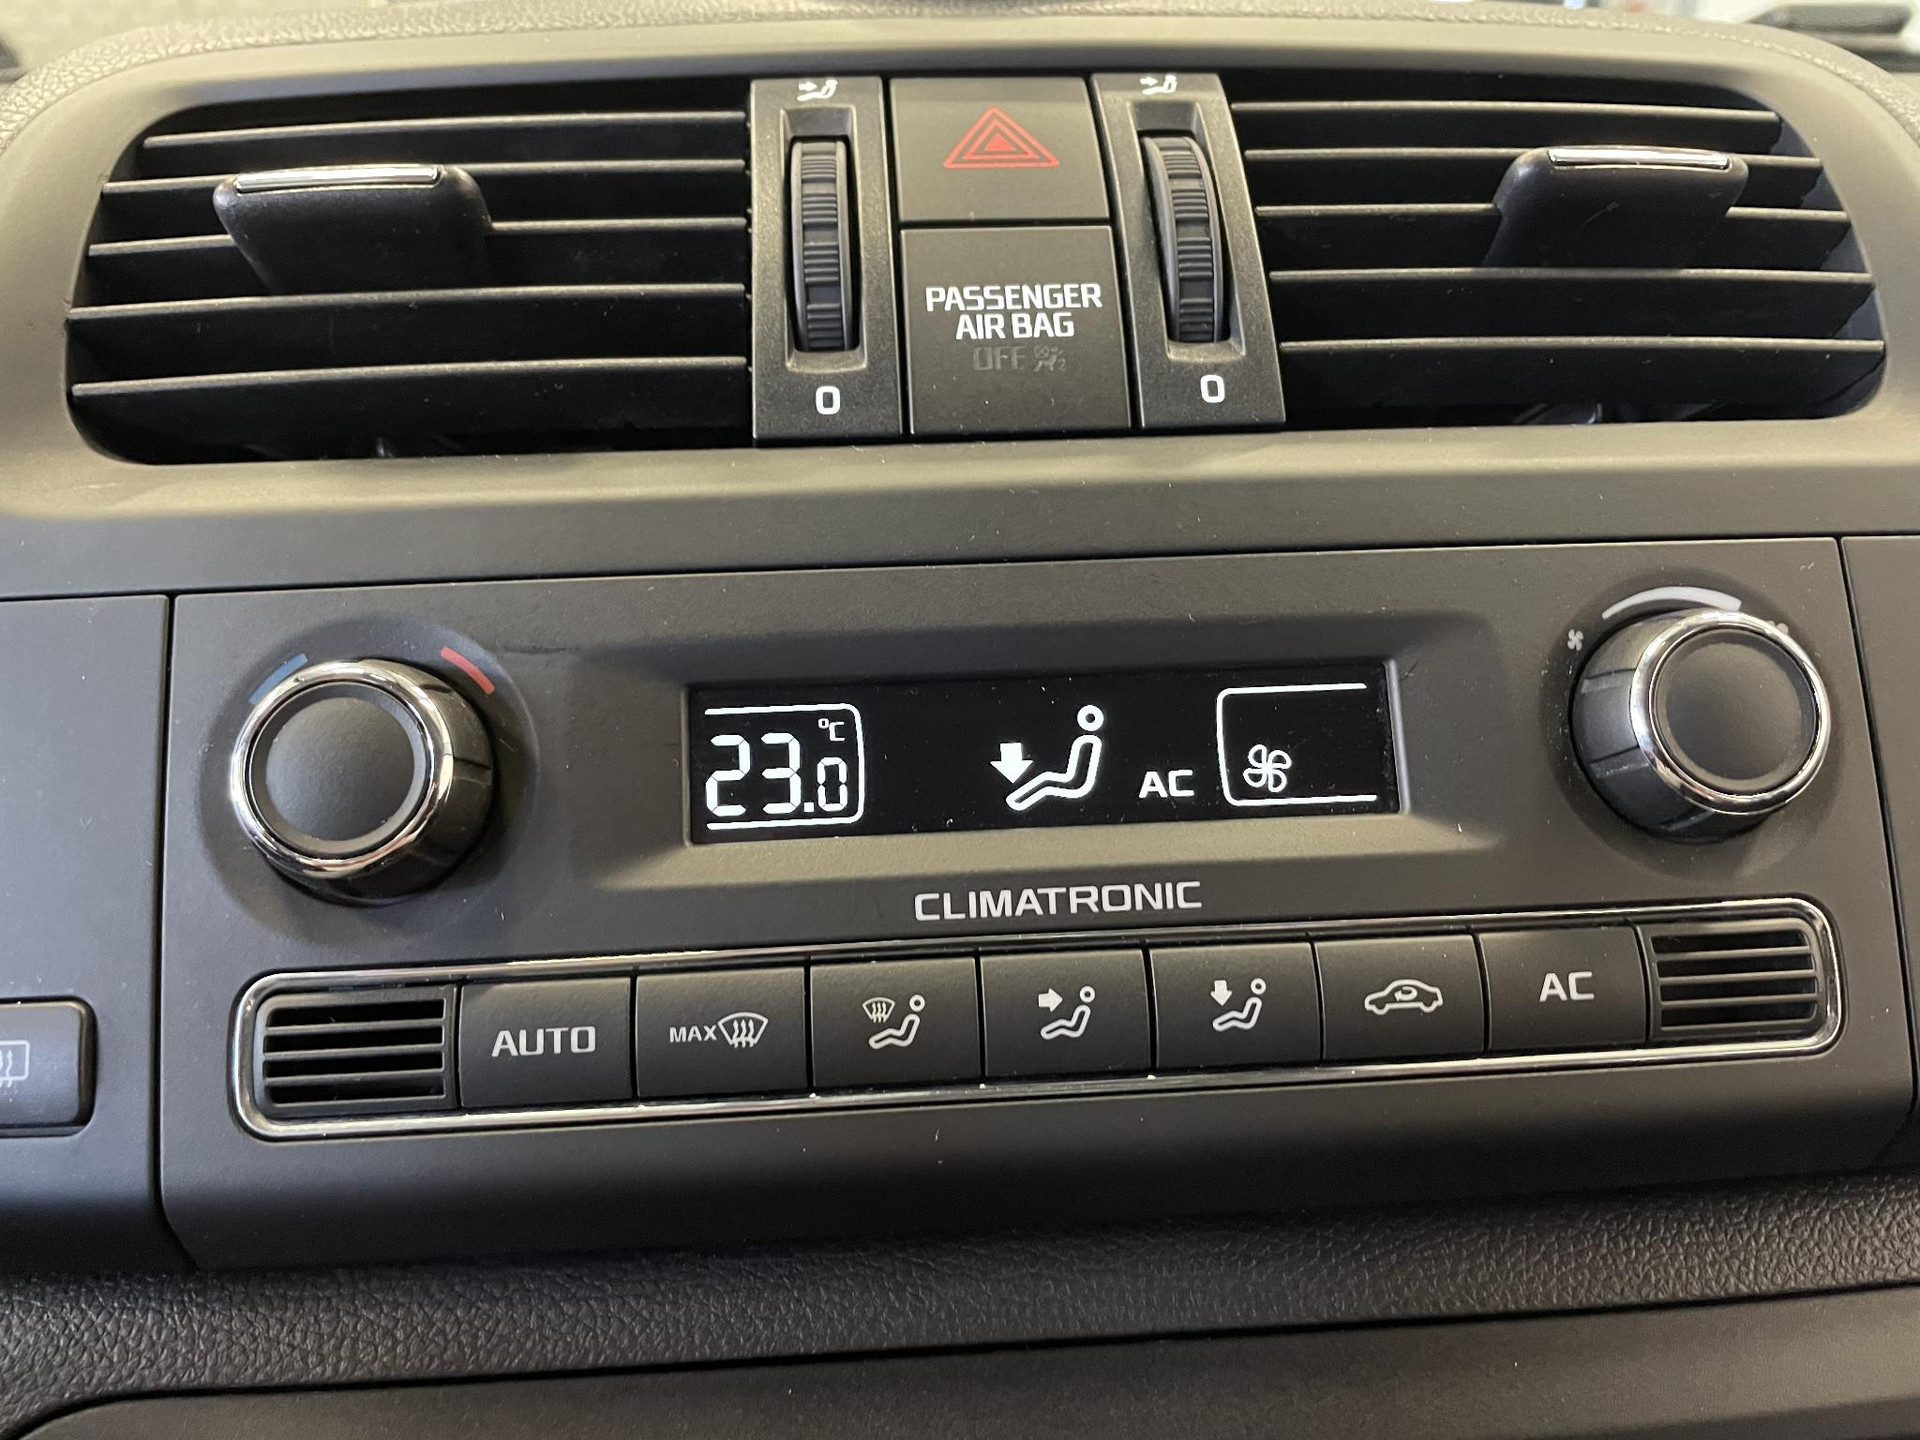 PASSENGER
AIR BAG
OFF
0
0
23.0 °C
AC
CLIMATRONIC
AUTO
MAX
AC